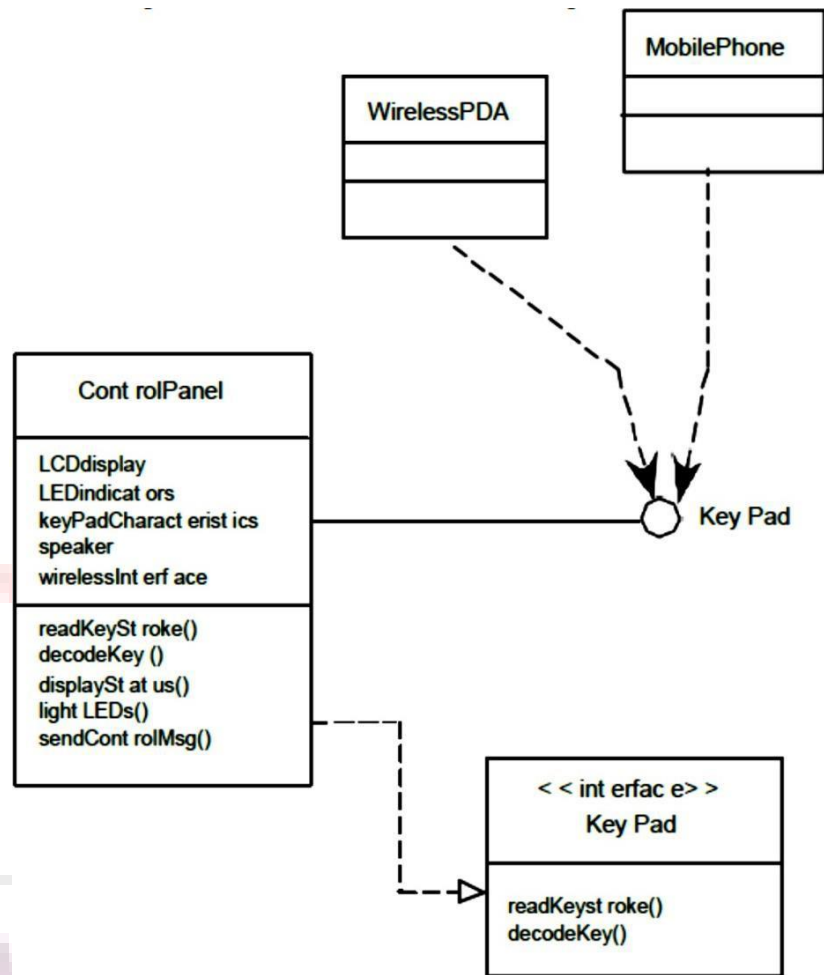 MobilePhone
WirelessPDA
Cont rolPanel
LCDdisplay
LEDindicat ors
keyPadCharact erist ics
speaker
wirelessInt erf ace
Key Pad
readKeySt roke()
decodeKey ()
displaySt at us()
light LEDs()
sendCont rolMsg()
< < int erfac e> >
Key Pad
readKeyst roke()
decodeKey()